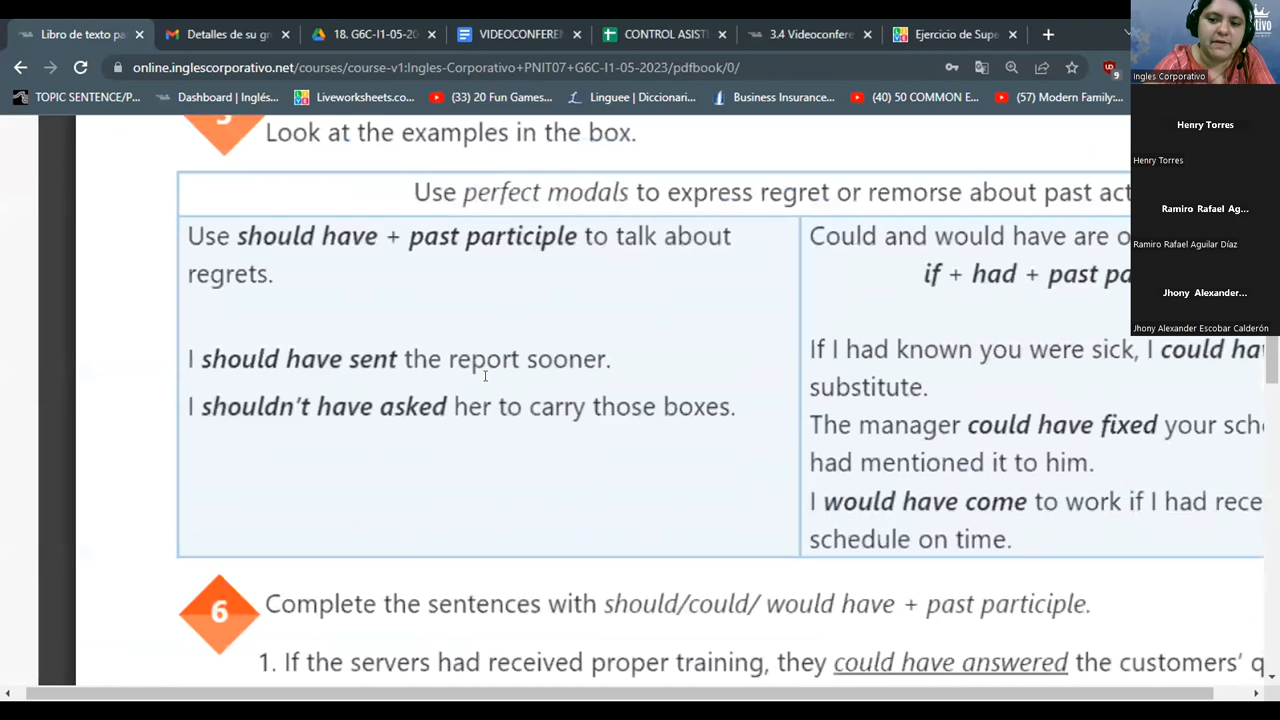 Libro de texto pa
Detalles de su gr
18. G6C-I1-05-20
VIDEOCONFERE
CONTROL ASIST
3.4 Videoconfere
Ejercicio de Supe
online.inglescorporativo.net/courses/course-v1:Ingles-Corporativo+PNIT07+G6C-I1-05-2023/pdfbook/0/
9
TOPIC SENTENCE/P...
Dashboard | Inglés...
Liveworksheets.co...
(33) 20 Fun Games...
Linguee | Diccionari...
Business Insurance...
(40) 50 COMMON E...
(57) Modern Family:...
Ingles Corporativo
Henry Torres
Henry Torres
Ramiro Rafael Ag...
Ramiro Rafael Aguilar Díaz
Jhony Alexander...
Jhony Alexander Escobar Calderón
Look at the examples in the box.
Use perfect modals to express regret or remorse about past act
Use should have + past participle to talk about
regrets.
I should have sent the report sooner.
I shouldn't have asked her to carry those boxes.
Could and would have are o
if + had + past pa
If I had known you were sick, I could ha
substitute.
The manager could have fixed your sch
had mentioned it to him.
I would have come to work if I had rece
schedule on time.
6
Complete the sentences with should/could/ would have + past participle.
1. If the servers had received proper training, they could have answered the customers' q